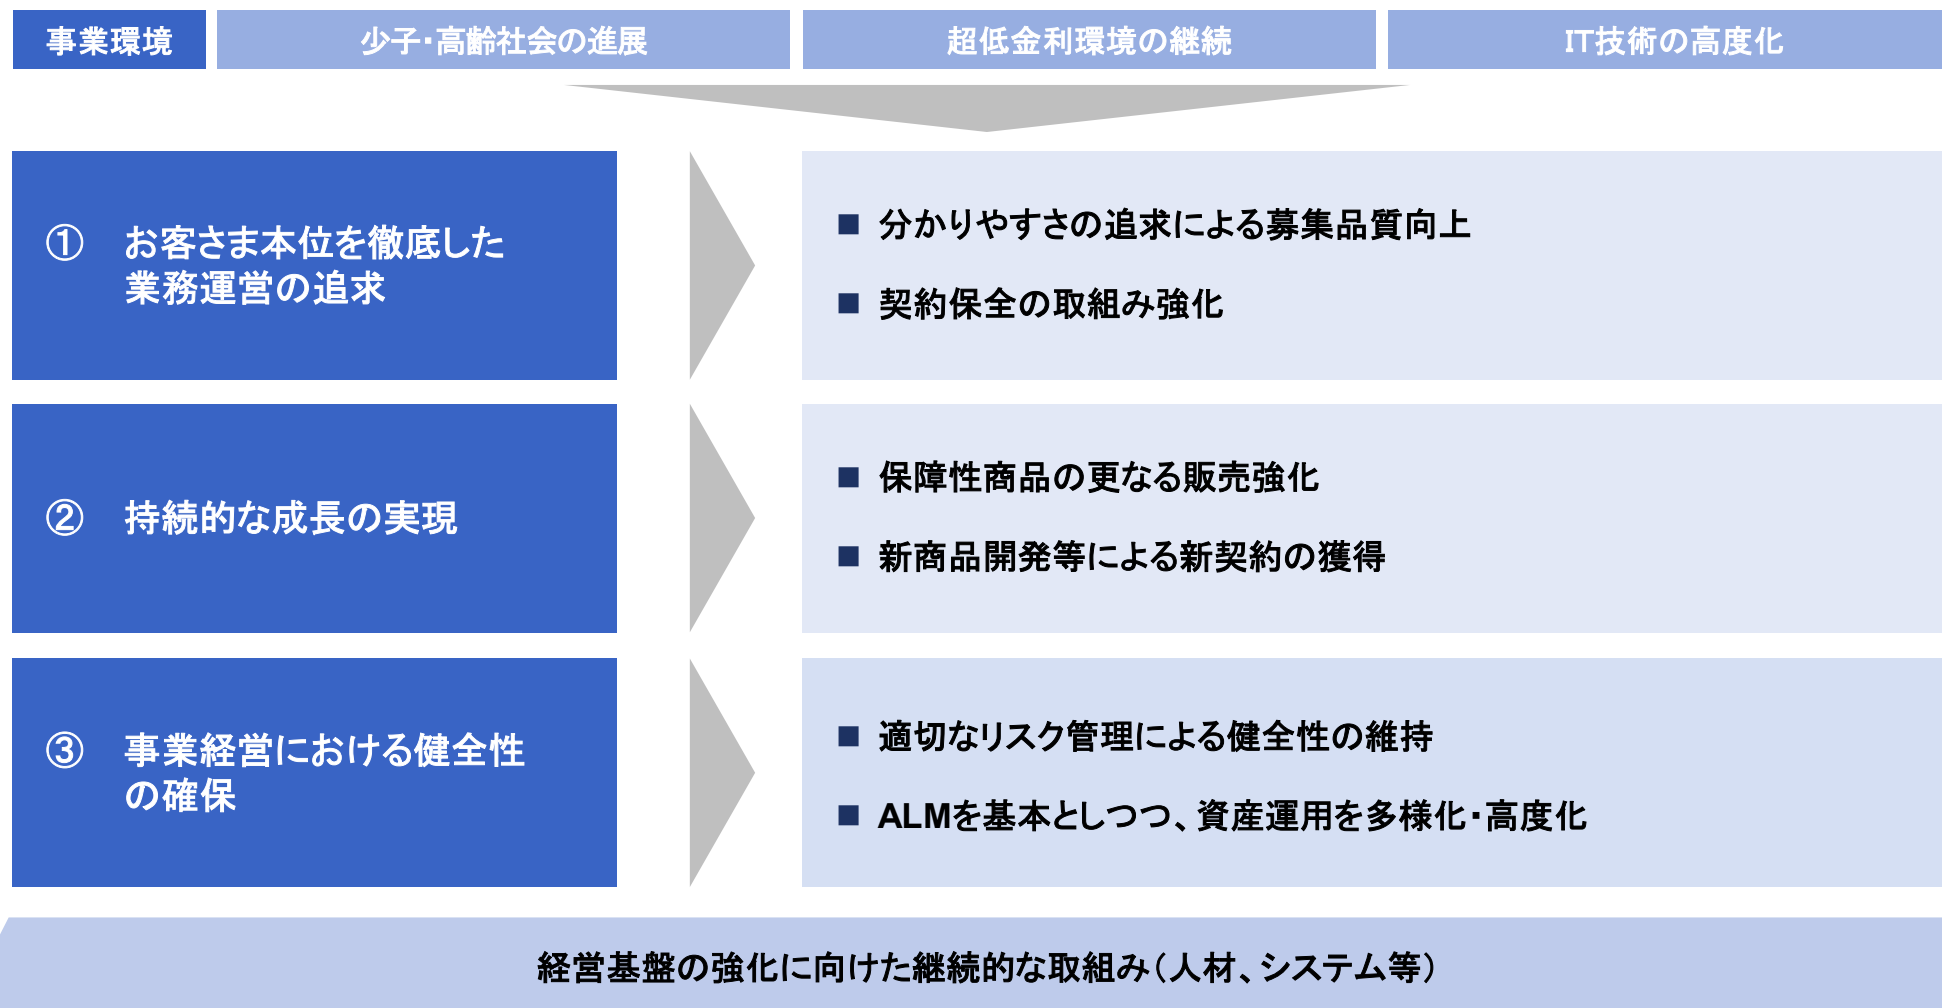 事業環境
少子・高齢社会の進展
超低金利環境の継続
IT技術の高度化
① お客さま本位を徹底した
業務運営の追求
■ 分かりやすさの追求による募集品質向上
■ 契約保全の取組み強化
② 持続的な成長の実現
■ 保障性商品の更なる販売強化
■ 新商品開発等による新契約の獲得
③ 事業経営における健全性
の確保
■ 適切なリスク管理による健全性の維持
■ ALMを基本としつつ、資産運用を多様化・高度化
経営基盤の強化に向けた継続的な取組み（人材、システム等）